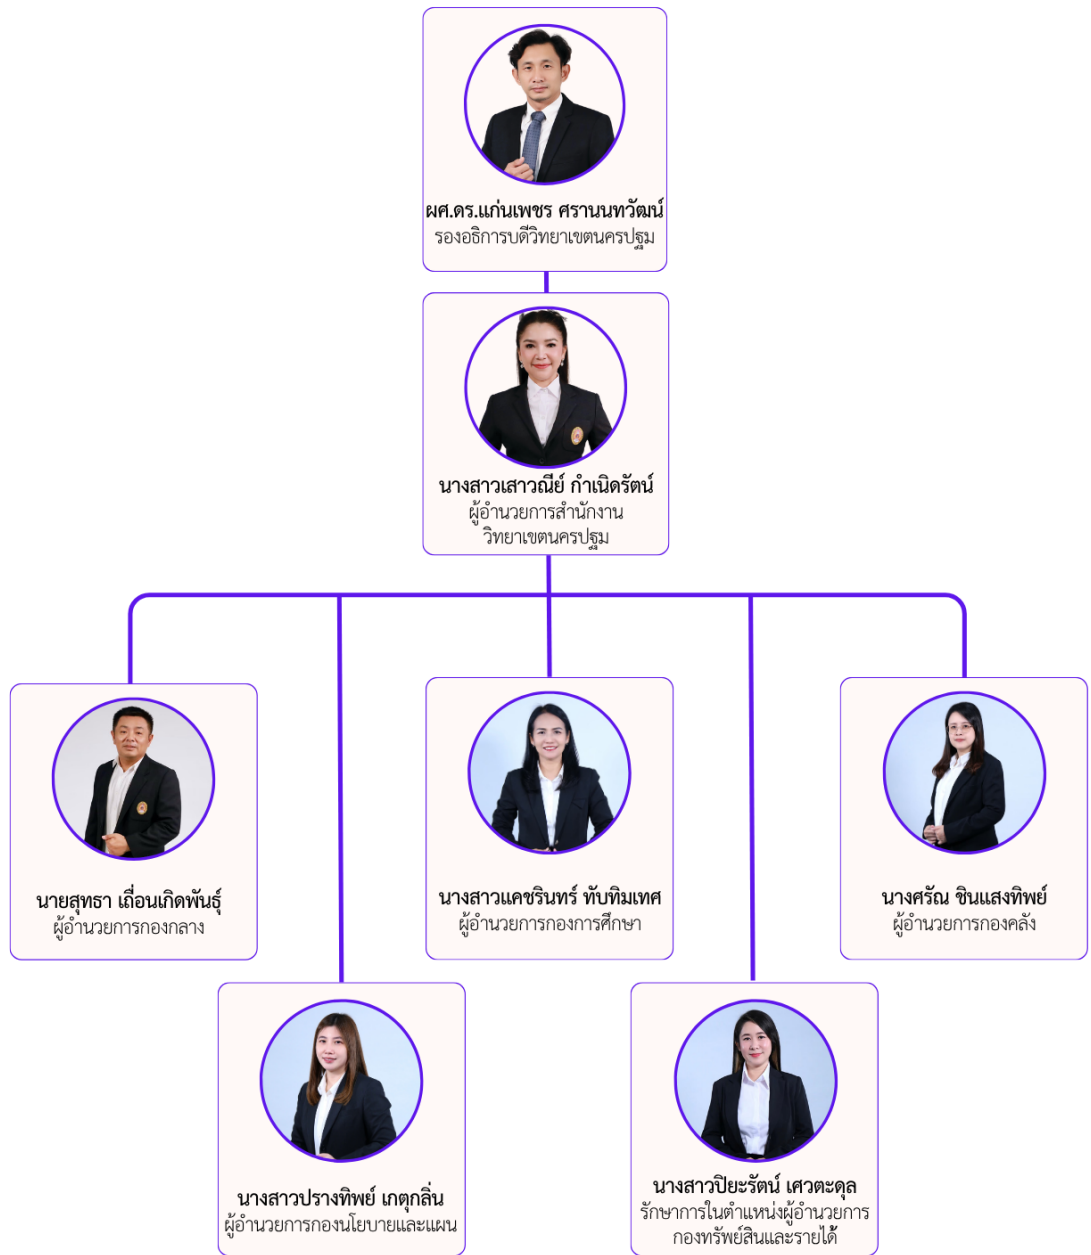 ผศ.ดร.แก่นเพชร ศรานนทวัฒน์
รองอธิการบดีวิทยาเขตนครปฐม
นางสาวเสาวณีย์ กำเนิดรัตน์
ผู้อำนวยการสำนักงาน
วิทยาเขตนครปฐม
นายสุทธา เถื่อนเกิดพันธุ์
ผู้อำนวยการกองกลาง
นางสาวแคชรินทร์ ทับทิมเทศ
ผู้อำนวยการกองการศึกษา
นางศรัณ ชินแสงทิพย์
ผู้อำนวยการกองคลัง
นางสาวปรางทิพย์ เกตุกลิ่น
ผู้อำนวยการกองนโยบายและแผน
นางสาวปิยะรัตน์ เศวตะดุล
รักษาการในตำแหน่งผู้อำนวยการ
กองทรัพย์สินและรายได้